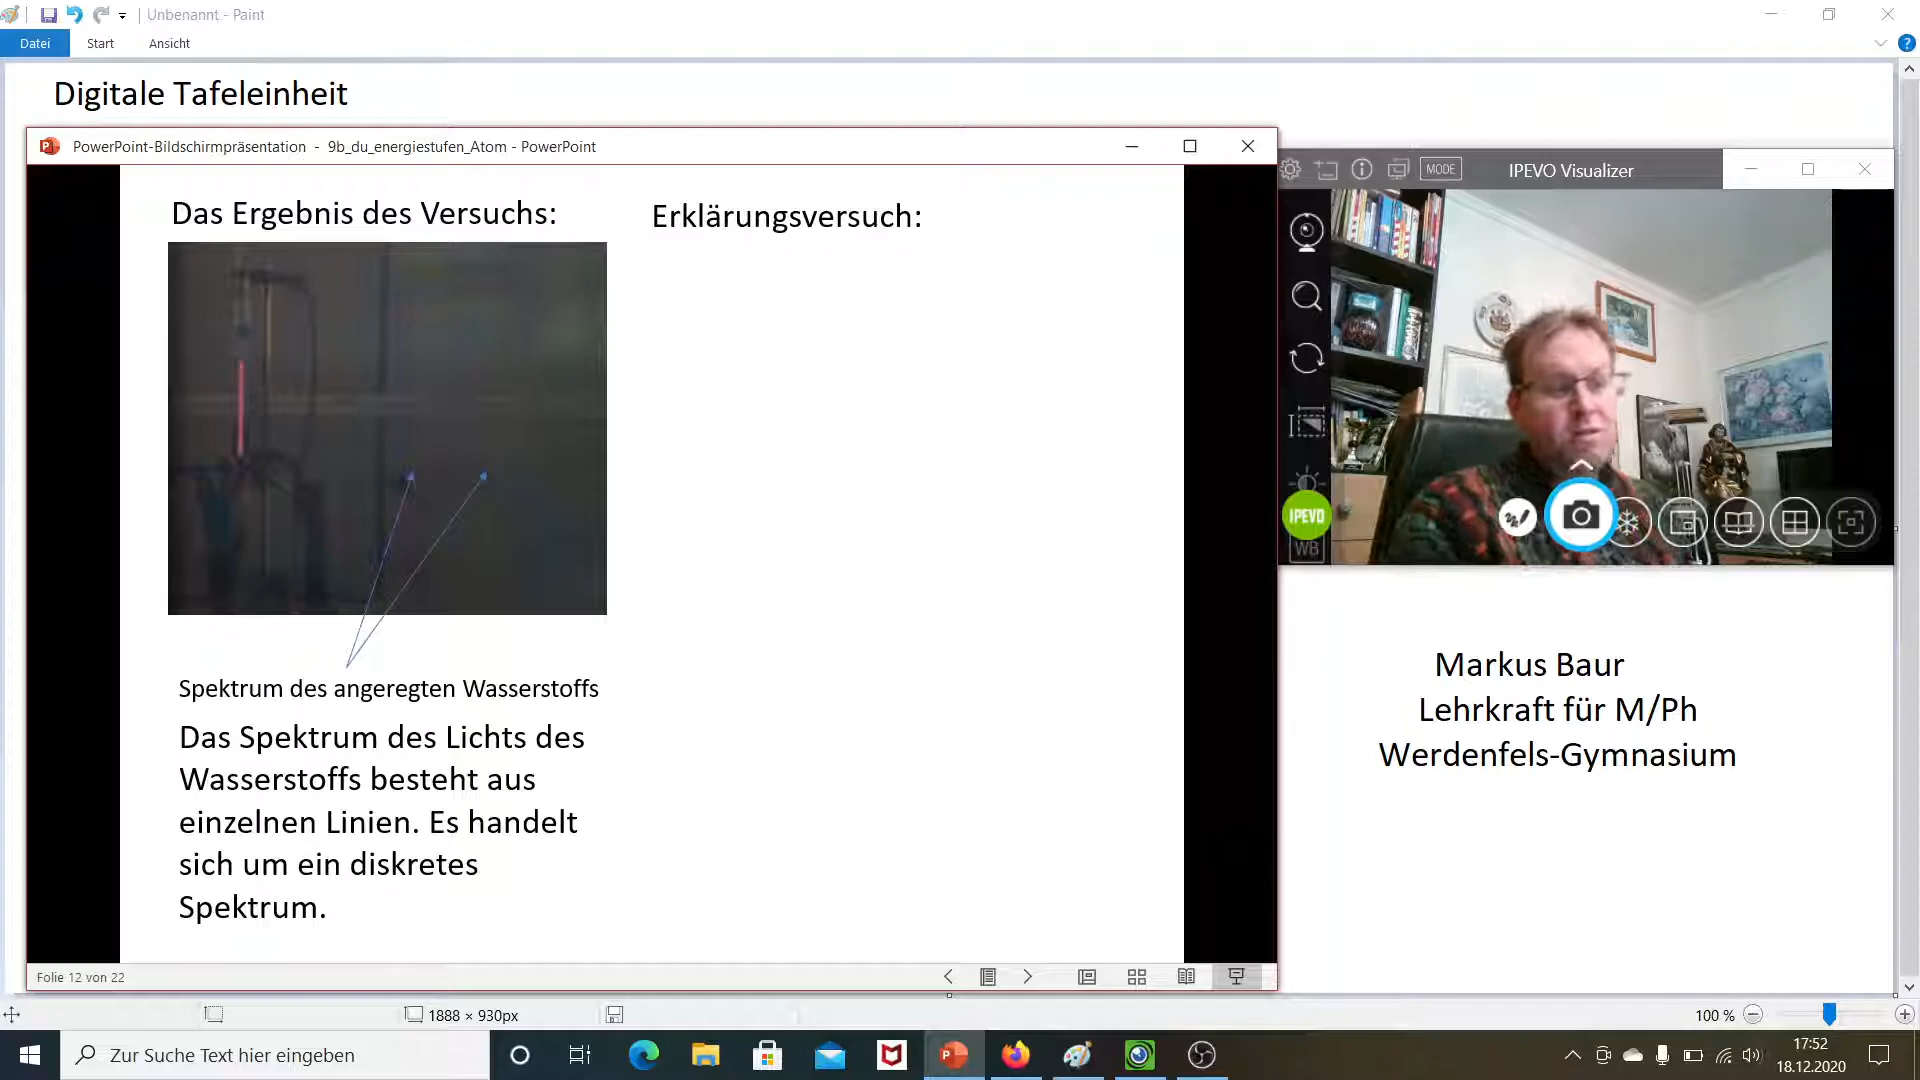 Unbenannt - Paint
Datei Start Ansicht
Digitale Tafeleinheit
PowerPoint-Bildschirmpräsentation - 9b_du_energiestufen_Atom - PowerPoint
MODE IPEVO Visualizer
Das Ergebnis des Versuchs:
Erklärungsversuch:
IPEVO
WB
Spektrum des angeregten Wasserstoffs
Das Spektrum des Lichts des
Wasserstoffs besteht aus
einzelnen Linien. Es handelt
sich um ein diskretes
Spektrum.
Markus Baur
Lehrkraft für M/Ph
Werdenfels-Gymnasium
Folie 12 von 22
1888 × 930px
100 %
Zur Suche Text hier eingeben
17:52
18.12.2020